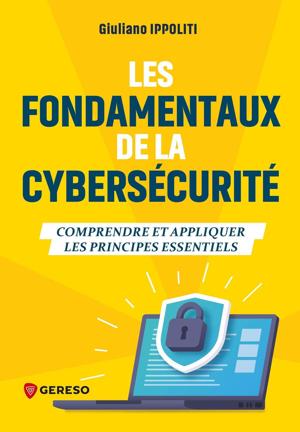 Giuliano IPPOLITI
LES
FONDAMENTAUX
DE LA
CYBERSÉCURITÉ
COMPRENDRE ET APPLIQUER
LES PRINCIPES ESSENTIELS
GERESO